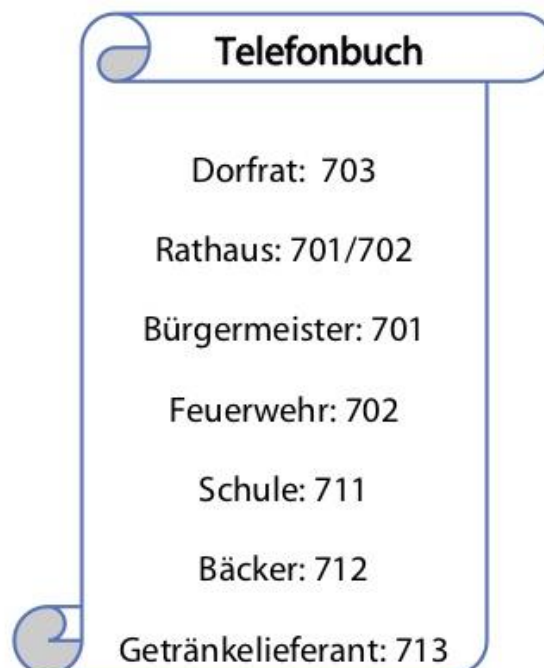 Telefonbuch
Dorfrat: 703
Rathaus: 701/702
Bürgermeister: 701
Feuerwehr: 702
Schule: 711
Bäcker: 712
Getränkelieferant: 713